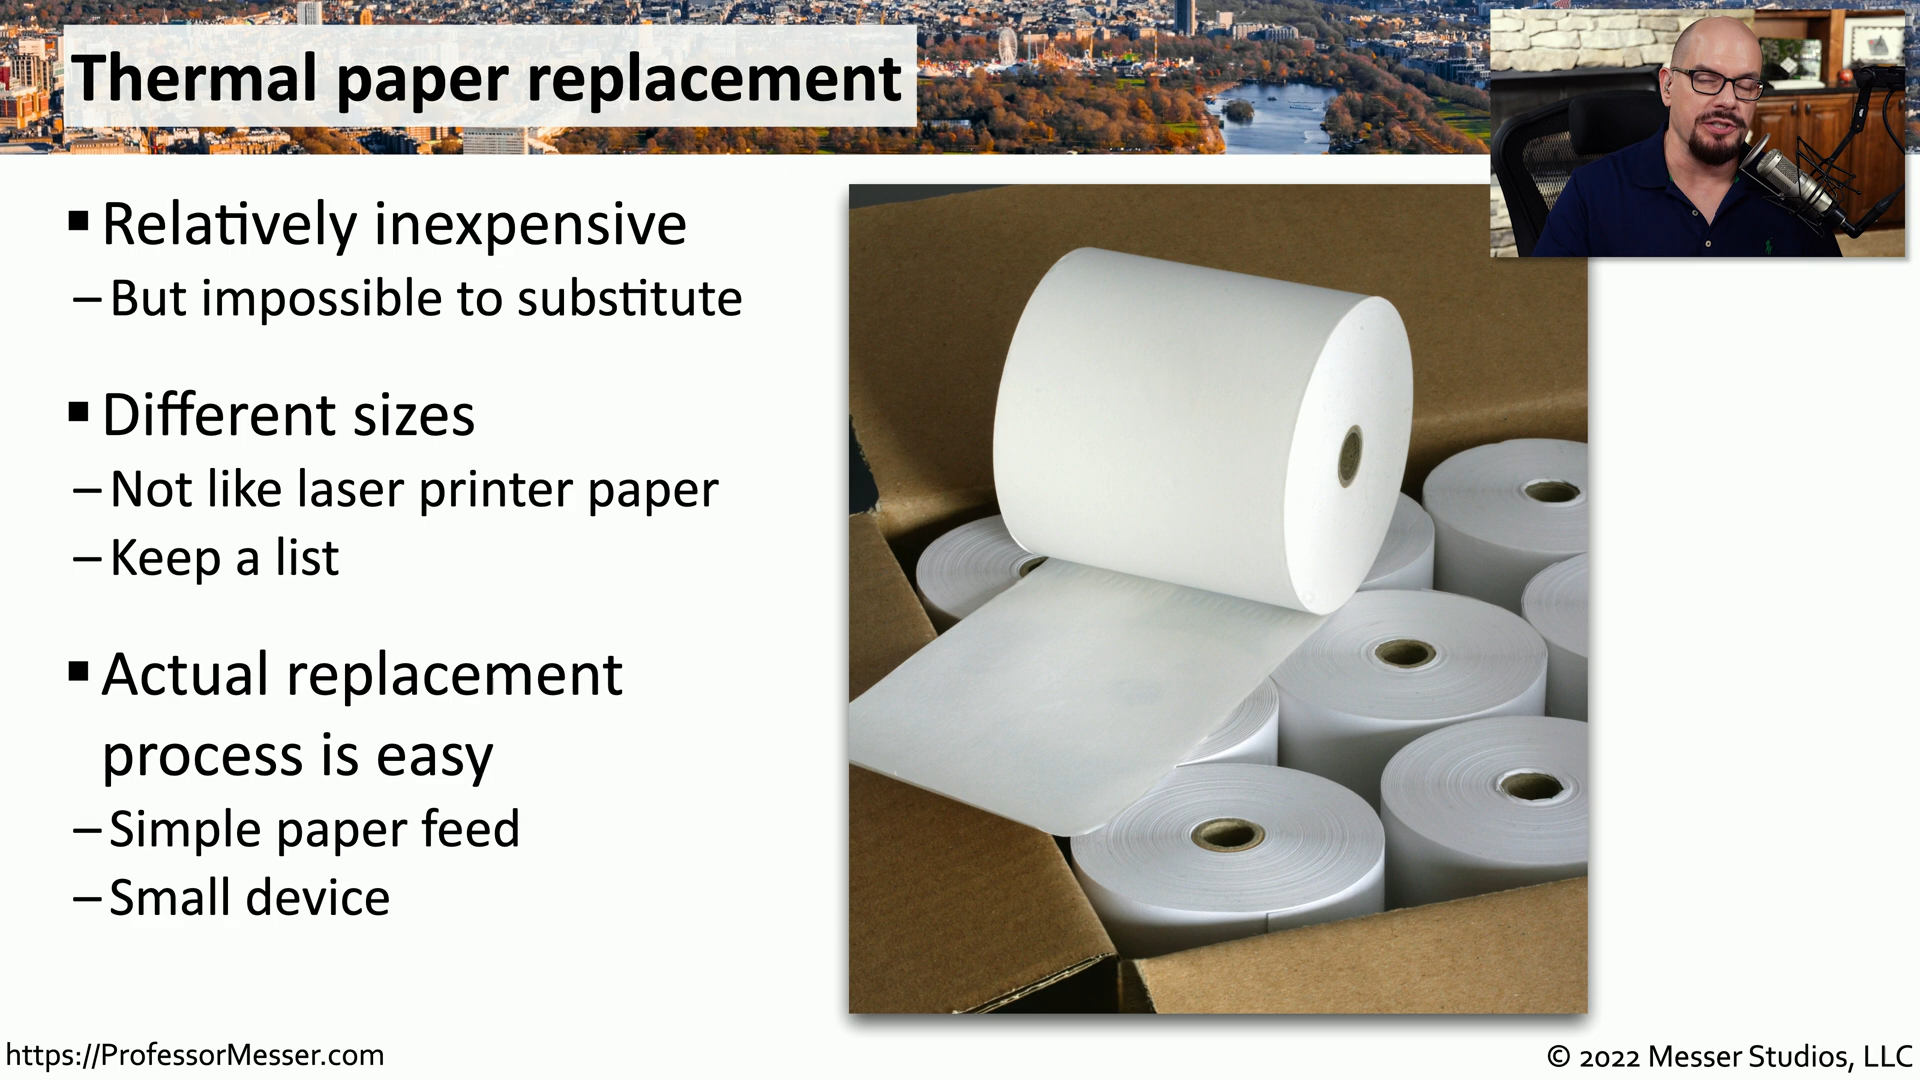 Thermal paper replacement
▪ Relatively inexpensive
– But impossible to substitute
▪ Different sizes
– Not like laser printer paper
– Keep a list
▪ Actual replacement
process is easy
– Simple paper feed
– Small device
https://ProfessorMesser.com
© 2022 Messer Studios, LLC